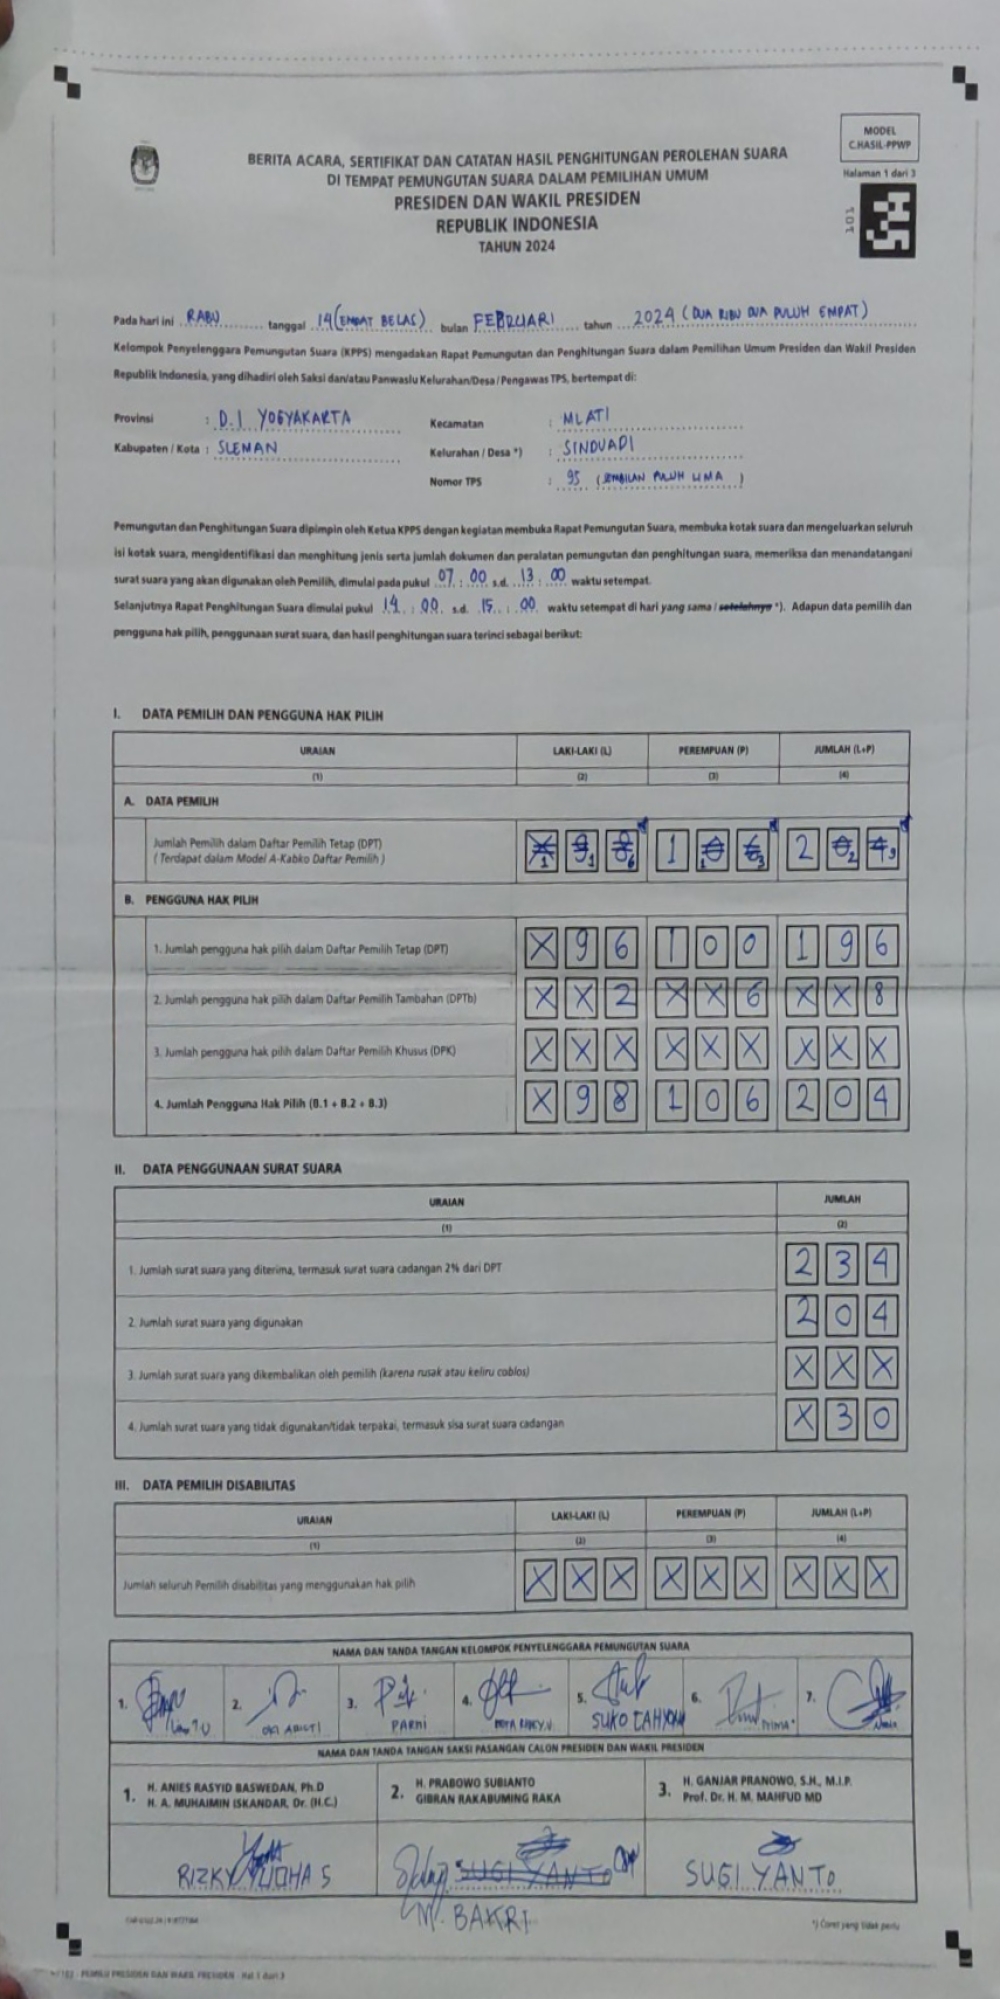 MODEL
C.HASIL-PPWP
Halaman 1 dari 3
101
BERITA ACARA, SERTIFIKAT DAN CATATAN HASIL PENGHITUNGAN PEROLEHAN SUARA
DI TEMPAT PEMUNGUTAN SUARA DALAM PEMILIHAN UMUM
PRESIDEN DAN WAKIL PRESIDEN
REPUBLIK INDONESIA
TAHUN 2024
Pada hari ini RABU tanggal 14 (EMPAT BELAS) bulan FEBRUARI tahun 2024 (DUA RIBU DUA PULUH EMPAT)
Kelompok Penyelenggara Pemungutan Suara (KPPS) mengadakan Rapat Pemungutan dan Penghitungan Suara dalam Pemilihan Umum Presiden dan Wakil Presiden
Republik Indonesia, yang dihadiri oleh Saksi dan/atau Panwaslu Kelurahan/Desa / Pengawas TPS, bertempat di:
Provinsi : D.I. YOGYAKARTA Kecamatan : MLATI
Kabupaten / Kota : SLEMAN Kelurahan / Desa *) : SINDUADI
Nomor TPS : 95 (SEMBILAN PULUH LIMA)
Pemungutan dan Penghitungan Suara dipimpin oleh Ketua KPPS dengan kegiatan membuka Rapat Pemungutan Suara, membuka kotak suara dan mengeluarkan seluruh
isi kotak suara, mengidentifikasi dan menghitung jenis serta jumlah dokumen dan peralatan pemungutan dan penghitungan suara, memeriksa dan menandatangani
surat suara yang akan digunakan oleh Pemilih, dimulai pada pukul 07 : 00 s.d. 13 : 00 waktu setempat.
Selanjutnya Rapat Penghitungan Suara dimulai pukul 14 : 00 s.d. 15 : 00 waktu setempat di hari yang sama / setelahnya *). Adapun data pemilih dan
pengguna hak pilih, penggunaan surat suara, dan hasil penghitungan suara terinci sebagai berikut:
I. DATA PEMILIH DAN PENGGUNA HAK PILIH
URAIAN LAKI-LAKI (L) PEREMPUAN (P) JUMLAH (L+P)
(1) (2) (3) (4)
A. DATA PEMILIH
Jumlah Pemilih dalam Daftar Pemilih Tetap (DPT)
(Terdapat dalam Model A-Kabko Daftar Pemilih)
X 9 8 1 0 6 2 0 4
1 1 6 1 3 2 9
B. PENGGUNA HAK PILIH
1. Jumlah pengguna hak pilih dalam Daftar Pemilih Tetap (DPT) X 9 6 1 0 0 1 9 6
2. Jumlah pengguna hak pilih dalam Daftar Pemilih Tambahan (DPTb) X X 2 X X 6 X X 8
3. Jumlah pengguna hak pilih dalam Daftar Pemilih Khusus (DPK) X X X X X X X X X
4. Jumlah Pengguna Hak Pilih (B.1 + B.2 + B.3) X 9 8 1 0 6 2 0 4
II. DATA PENGGUNAAN SURAT SUARA
URAIAN JUMLAH
(1) (2)
1. Jumlah surat suara yang diterima, termasuk surat suara cadangan 2% dari DPT 2 3 4
2. Jumlah surat suara yang digunakan 2 0 4
3. Jumlah surat suara yang dikembalikan oleh pemilih (karena rusak atau keliru coblos) X X X
4. Jumlah surat suara yang tidak digunakan/tidak terpakai, termasuk sisa surat suara cadangan X 3 0
III. DATA PEMILIH DISABILITAS
URAIAN LAKI-LAKI (L) PEREMPUAN (P) JUMLAH (L+P)
(1) (2) (3) (4)
Jumlah seluruh Pemilih disabilitas yang menggunakan hak pilih X X X X X X X X X
NAMA DAN TANDA TANGAN KELOMPOK PENYELENGGARA PEMUNGUTAN SUARA
1. 2. 3. 4. 5. 6. 7.
PARNI SUKO CAHYONO PRIMA
NAMA DAN TANDA TANGAN SAKSI PASANGAN CALON PRESIDEN DAN WAKIL PRESIDEN
1. H. ANIES RASYID BASWEDAN, Ph.D
H. A. MUHAIMIN ISKANDAR, Dr. (H.C.)
2. H. PRABOWO SUBIANTO
GIBRAN RAKABUMING RAKA
3. H. GANJAR PRANOWO, S.H., M.I.P.
Prof. Dr. H. M. MAHFUD MD
RIZKY YUDHA S
SUGI YANTO
M. BAKRI
SUGI YANTO
*) Coret yang tidak perlu
PEMILU PRESIDEN DAN WAKIL PRESIDEN - Hal 1 dari 3